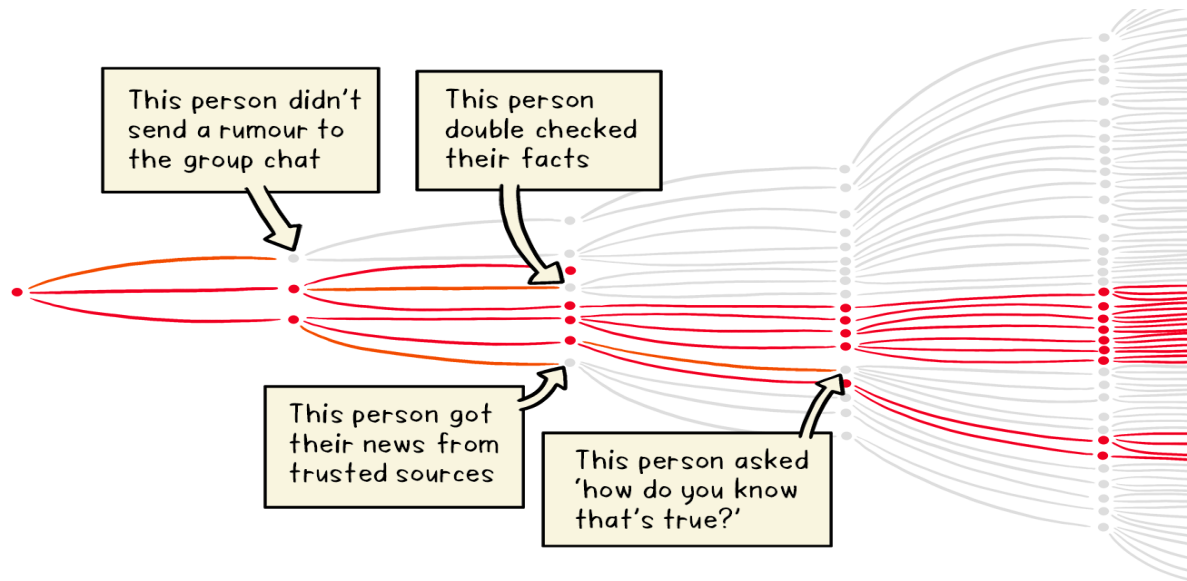 This person didn't
send a rumour to
the group chat
This person
double checked
their facts
This person got
their news from
trusted sources
This person asked
‘how do you know
that's true?’